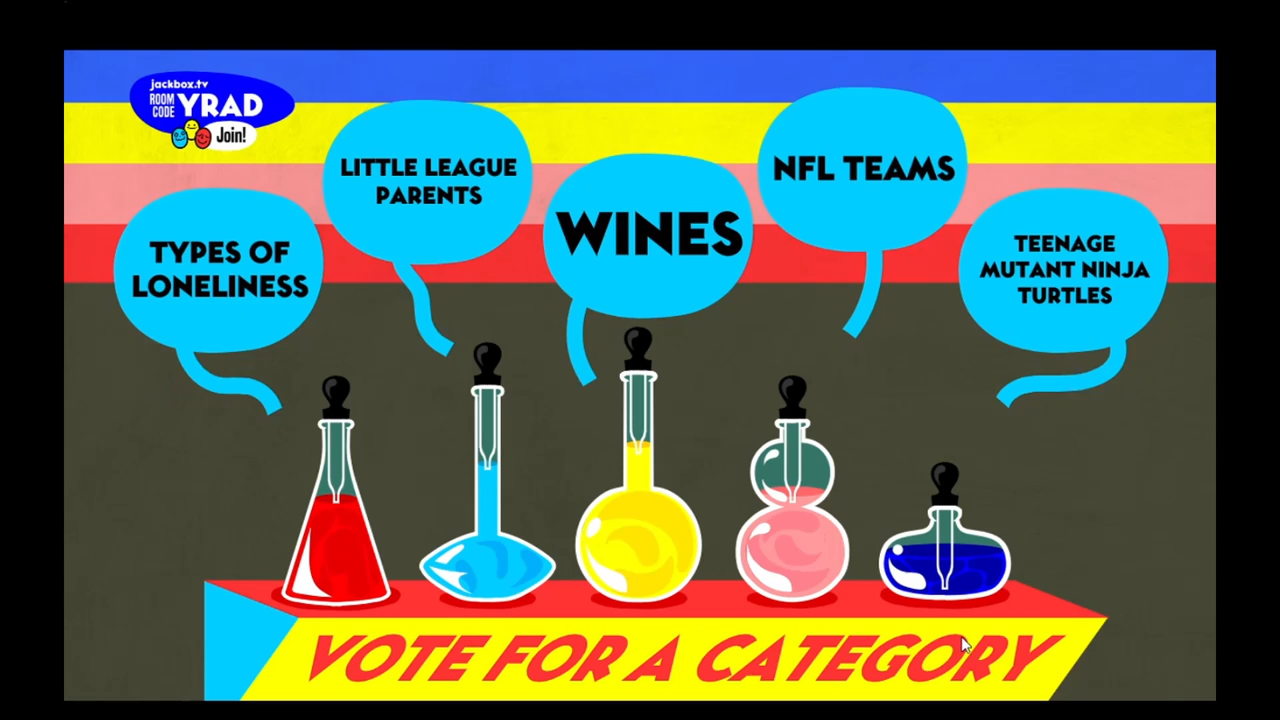 jackbox.tv
ROOM CODE YRAD
Join!
TYPES OF
LONELINESS
LITTLE LEAGUE
PARENTS
WINES
NFL TEAMS
TEENAGE
MUTANT NINJA
TURTLES
VOTE FOR A CATEGORY